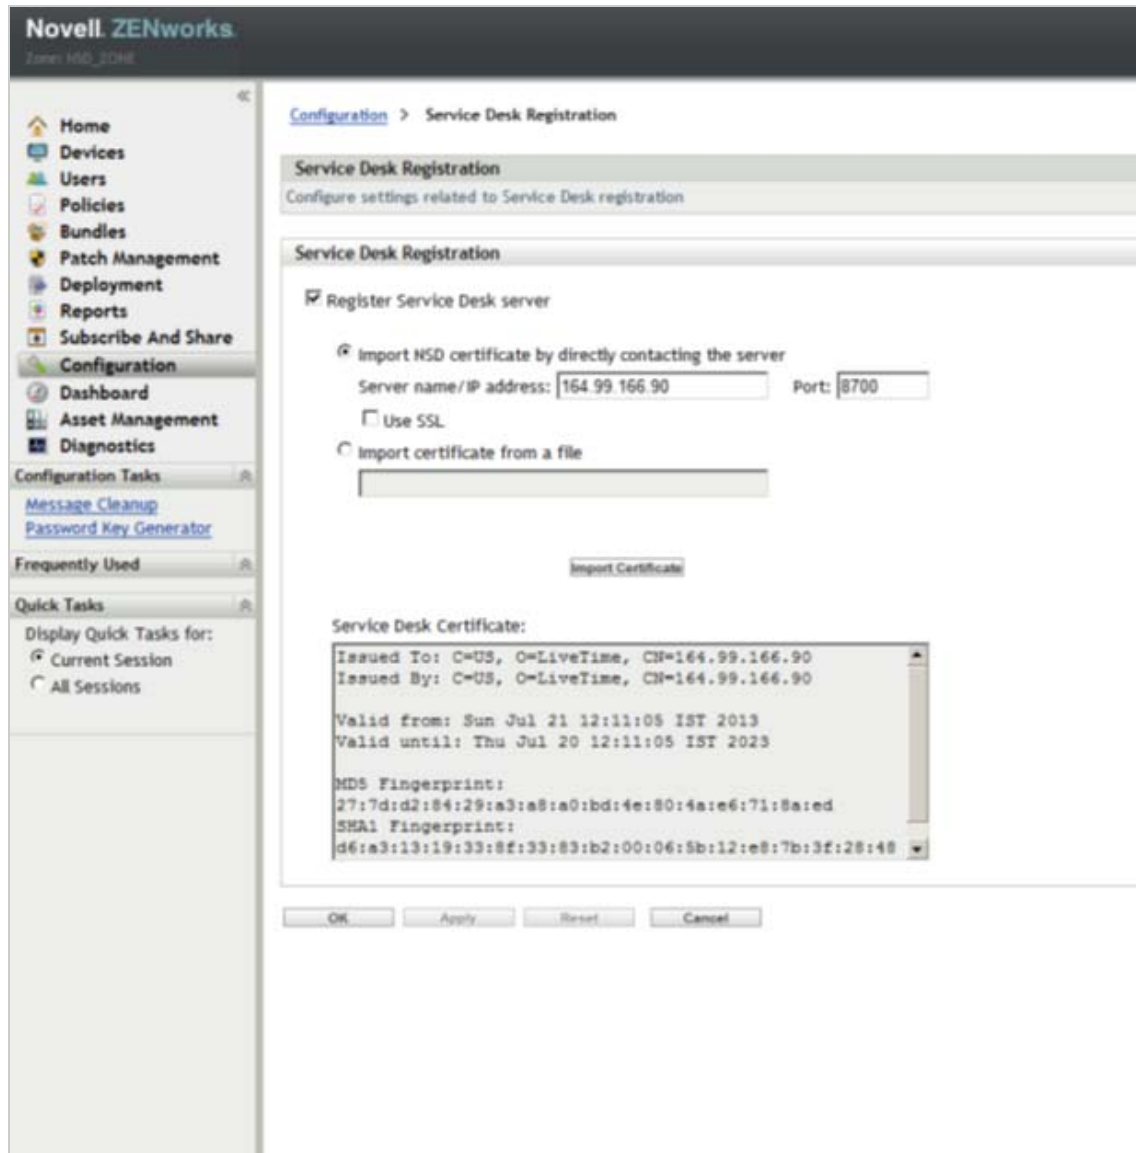 Novell ZENworks
Zone: NSD_ZONE
Home
Devices
Users
Policies
Bundles
Patch Management
Deployment
Reports
Subscribe And Share
Configuration
Dashboard
Asset Management
Diagnostics
Configuration Tasks
Message Cleanup
Password Key Generator
Frequently Used
Quick Tasks
Display Quick Tasks for:
Current Session
All Sessions
Configuration > Service Desk Registration
Service Desk Registration
Configure settings related to Service Desk registration
Service Desk Registration
Register Service Desk server
Import NSD certificate by directly contacting the server
Server name/IP address: 164.99.166.90 Port: 8700
Use SSL
Import certificate from a file
Import Certificate
Service Desk Certificate:
Issued To: C=US, O=LiveTime, CN=164.99.166.90
Issued By: C=US, O=LiveTime, CN=164.99.166.90
Valid from: Sun Jul 21 12:11:05 IST 2013
Valid until: Thu Jul 20 12:11:05 IST 2023
MD5 Fingerprint:
27:7d:d2:84:29:a3:a8:a0:bd:4e:80:4a:e6:71:8a:ed
SHA1 Fingerprint:
d6:a3:13:19:33:8f:33:83:b2:00:06:5b:12:e8:7b:3f:28:48
OK Apply Reset Cancel